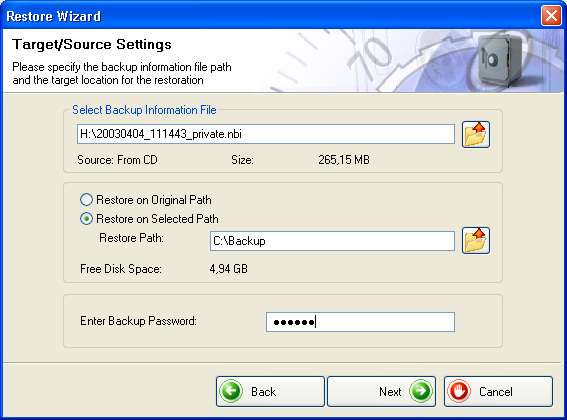 Restore Wizard
Target/Source Settings
Please specify the backup information file path
and the target location for the restoration
Select Backup Information File
H:\20030404_111443_private.nbi
Source: From CD Size: 265,15 MB
Restore on Original Path
Restore on Selected Path
Restore Path: C:\Backup
Free Disk Space: 4,94 GB
Enter Backup Password: ●●●●●●
Back Next Cancel